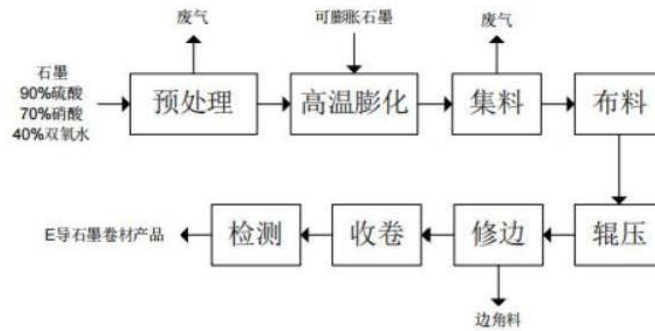 废气
可膨胀石墨
废气
石墨
90%硫酸
70%硝酸
40%双氧水
预处理
高温膨化
集料
布料
E导石墨卷材产品
检测
收卷
修边
辊压
边角料